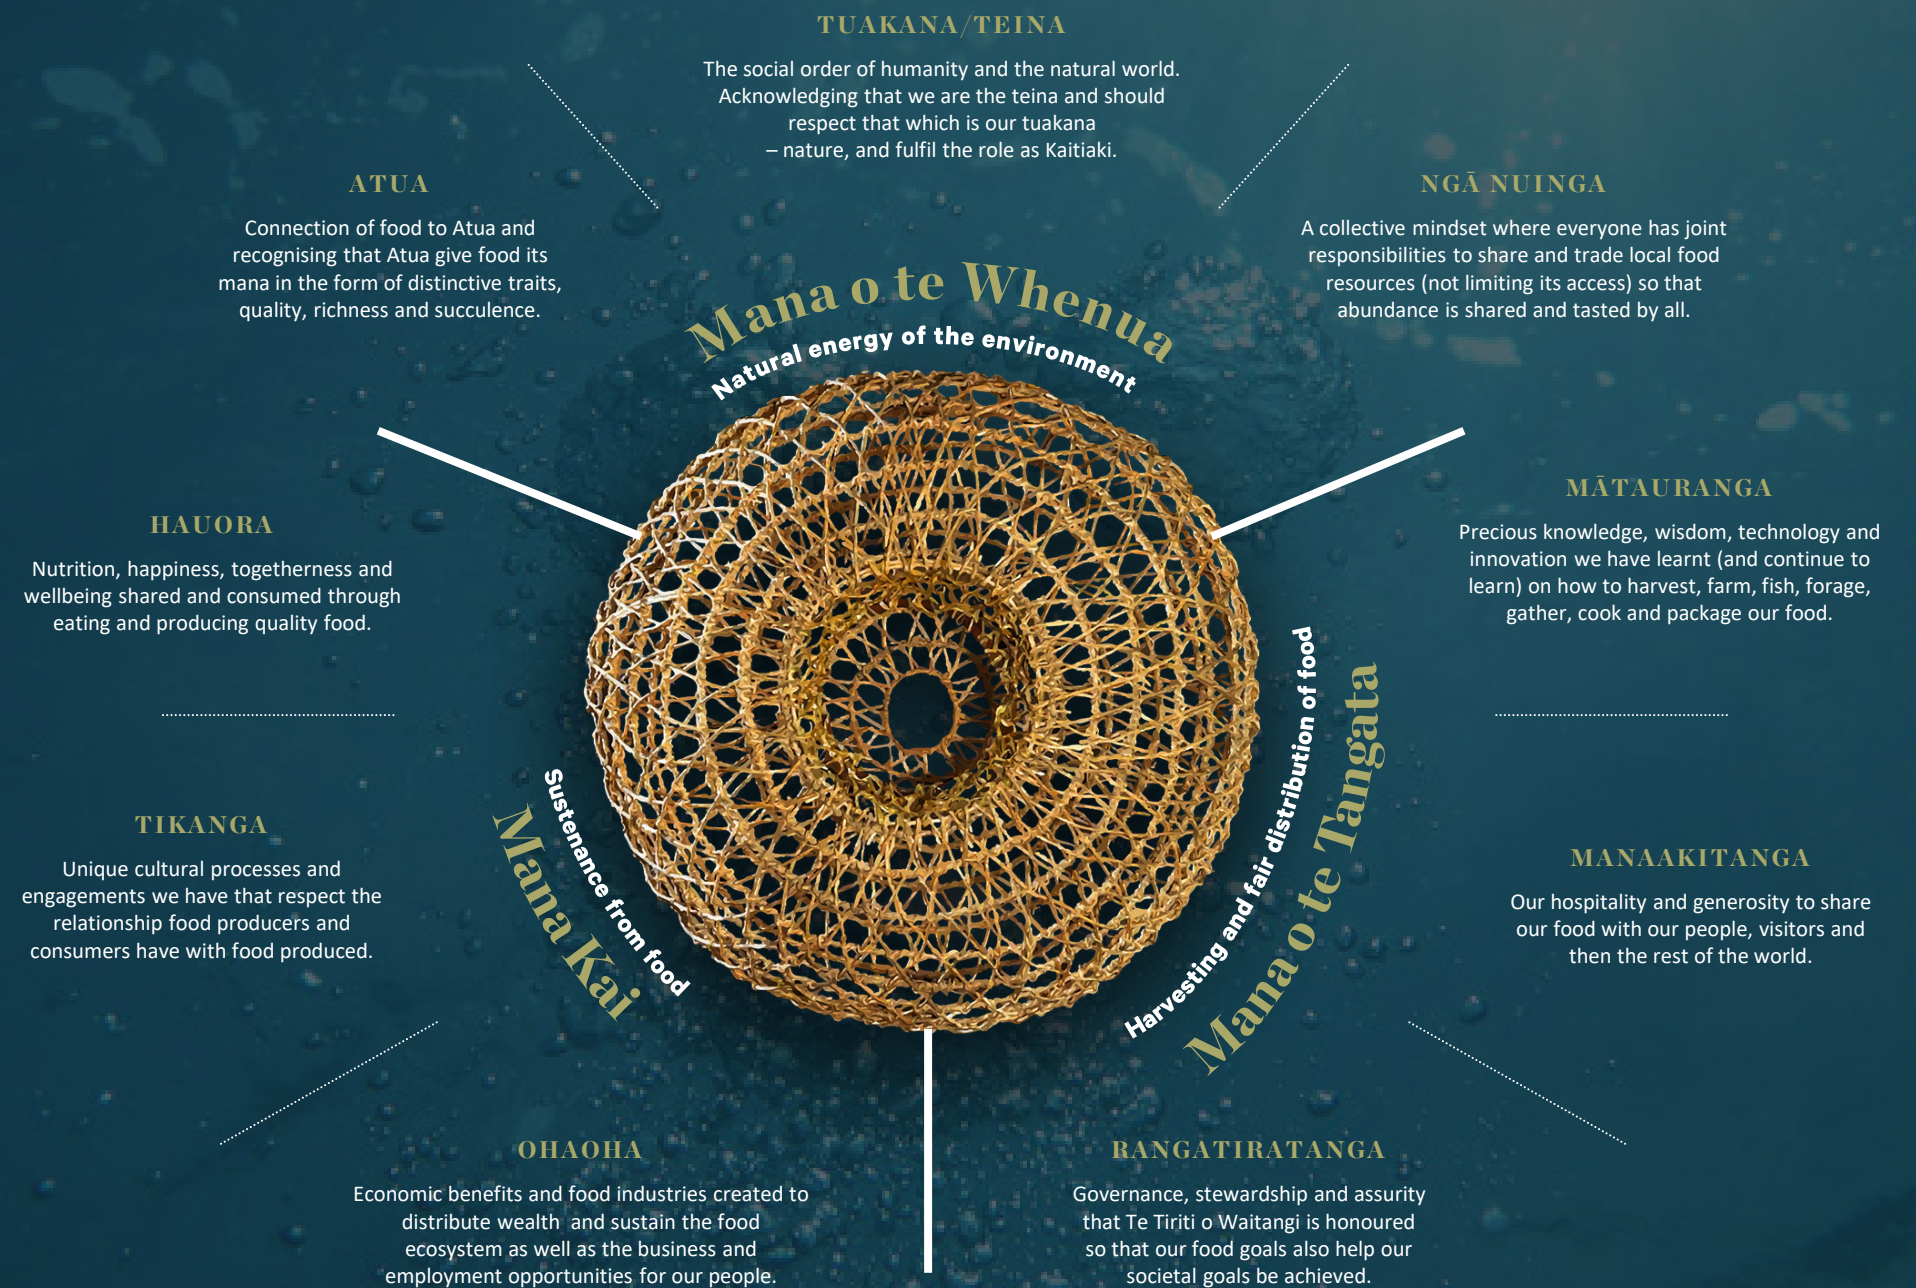 TUAKANA/TEINA
The social order of humanity and the natural world.
Acknowledging that we are the teina and should
respect that which is our tuakana
– nature, and fulfil the role as Kaitiaki.
ATUA
Connection of food to Atua and
recognising that Atua give food its
mana in the form of distinctive traits,
quality, richness and succulence.
NGĀ NUINGA
A collective mindset where everyone has joint
responsibilities to share and trade local food
resources (not limiting its access) so that
abundance is shared and tasted by all.
Mana o te Whenua
Natural energy of the environment
HAUORA
Nutrition, happiness, togetherness and
wellbeing shared and consumed through
eating and producing quality food.
MĀTAURANGA
Precious knowledge, wisdom, technology and
innovation we have learnt (and continue to
learn) on how to harvest, farm, fish, forage,
gather, cook and package our food.
Sustenance from food
Mana Kai
Harvesting and fair distribution of food
Mana o te Tangata
TIKANGA
Unique cultural processes and
engagements we have that respect the
relationship food producers and
consumers have with food produced.
MANAAKITANGA
Our hospitality and generosity to share
our food with our people, visitors and
then the rest of the world.
OHAOHA
Economic benefits and food industries created to
distribute wealth and sustain the food
ecosystem as well as the business and
employment opportunities for our people.
RANGATIRATANGA
Governance, stewardship and assurity
that Te Tiriti o Waitangi is honoured
so that our food goals also help our
societal goals be achieved.